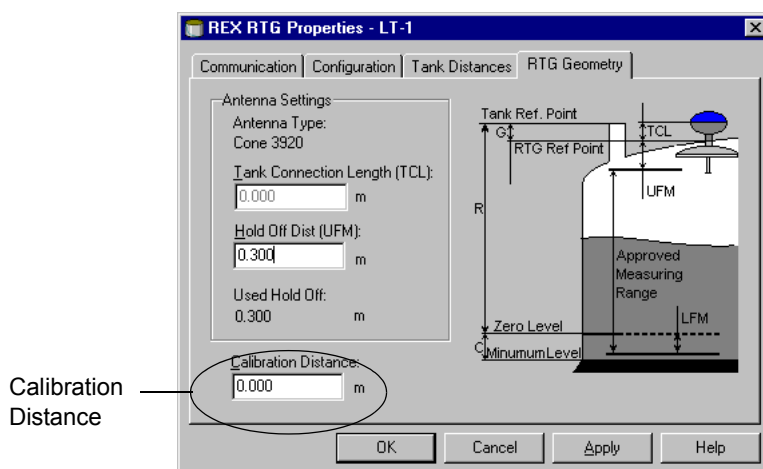 REX RTG Properties - LT-1
Communication
Configuration
Tank Distances
RTG Geometry
Antenna Settings
Antenna Type:
Cone 3920
Tank Connection Length (TCL):
0.000 m
Hold Off Dist (UFM):
0.300 m
Used Hold Off:
0.300 m
Calibration Distance:
0.000 m
Tank Ref. Point
G
TCL
RTG Ref Point
UFM
R
Approved
Measuring
Range
LFM
Zero Level
C
MinumumLevel
Calibration
Distance
OK
Cancel
Apply
Help